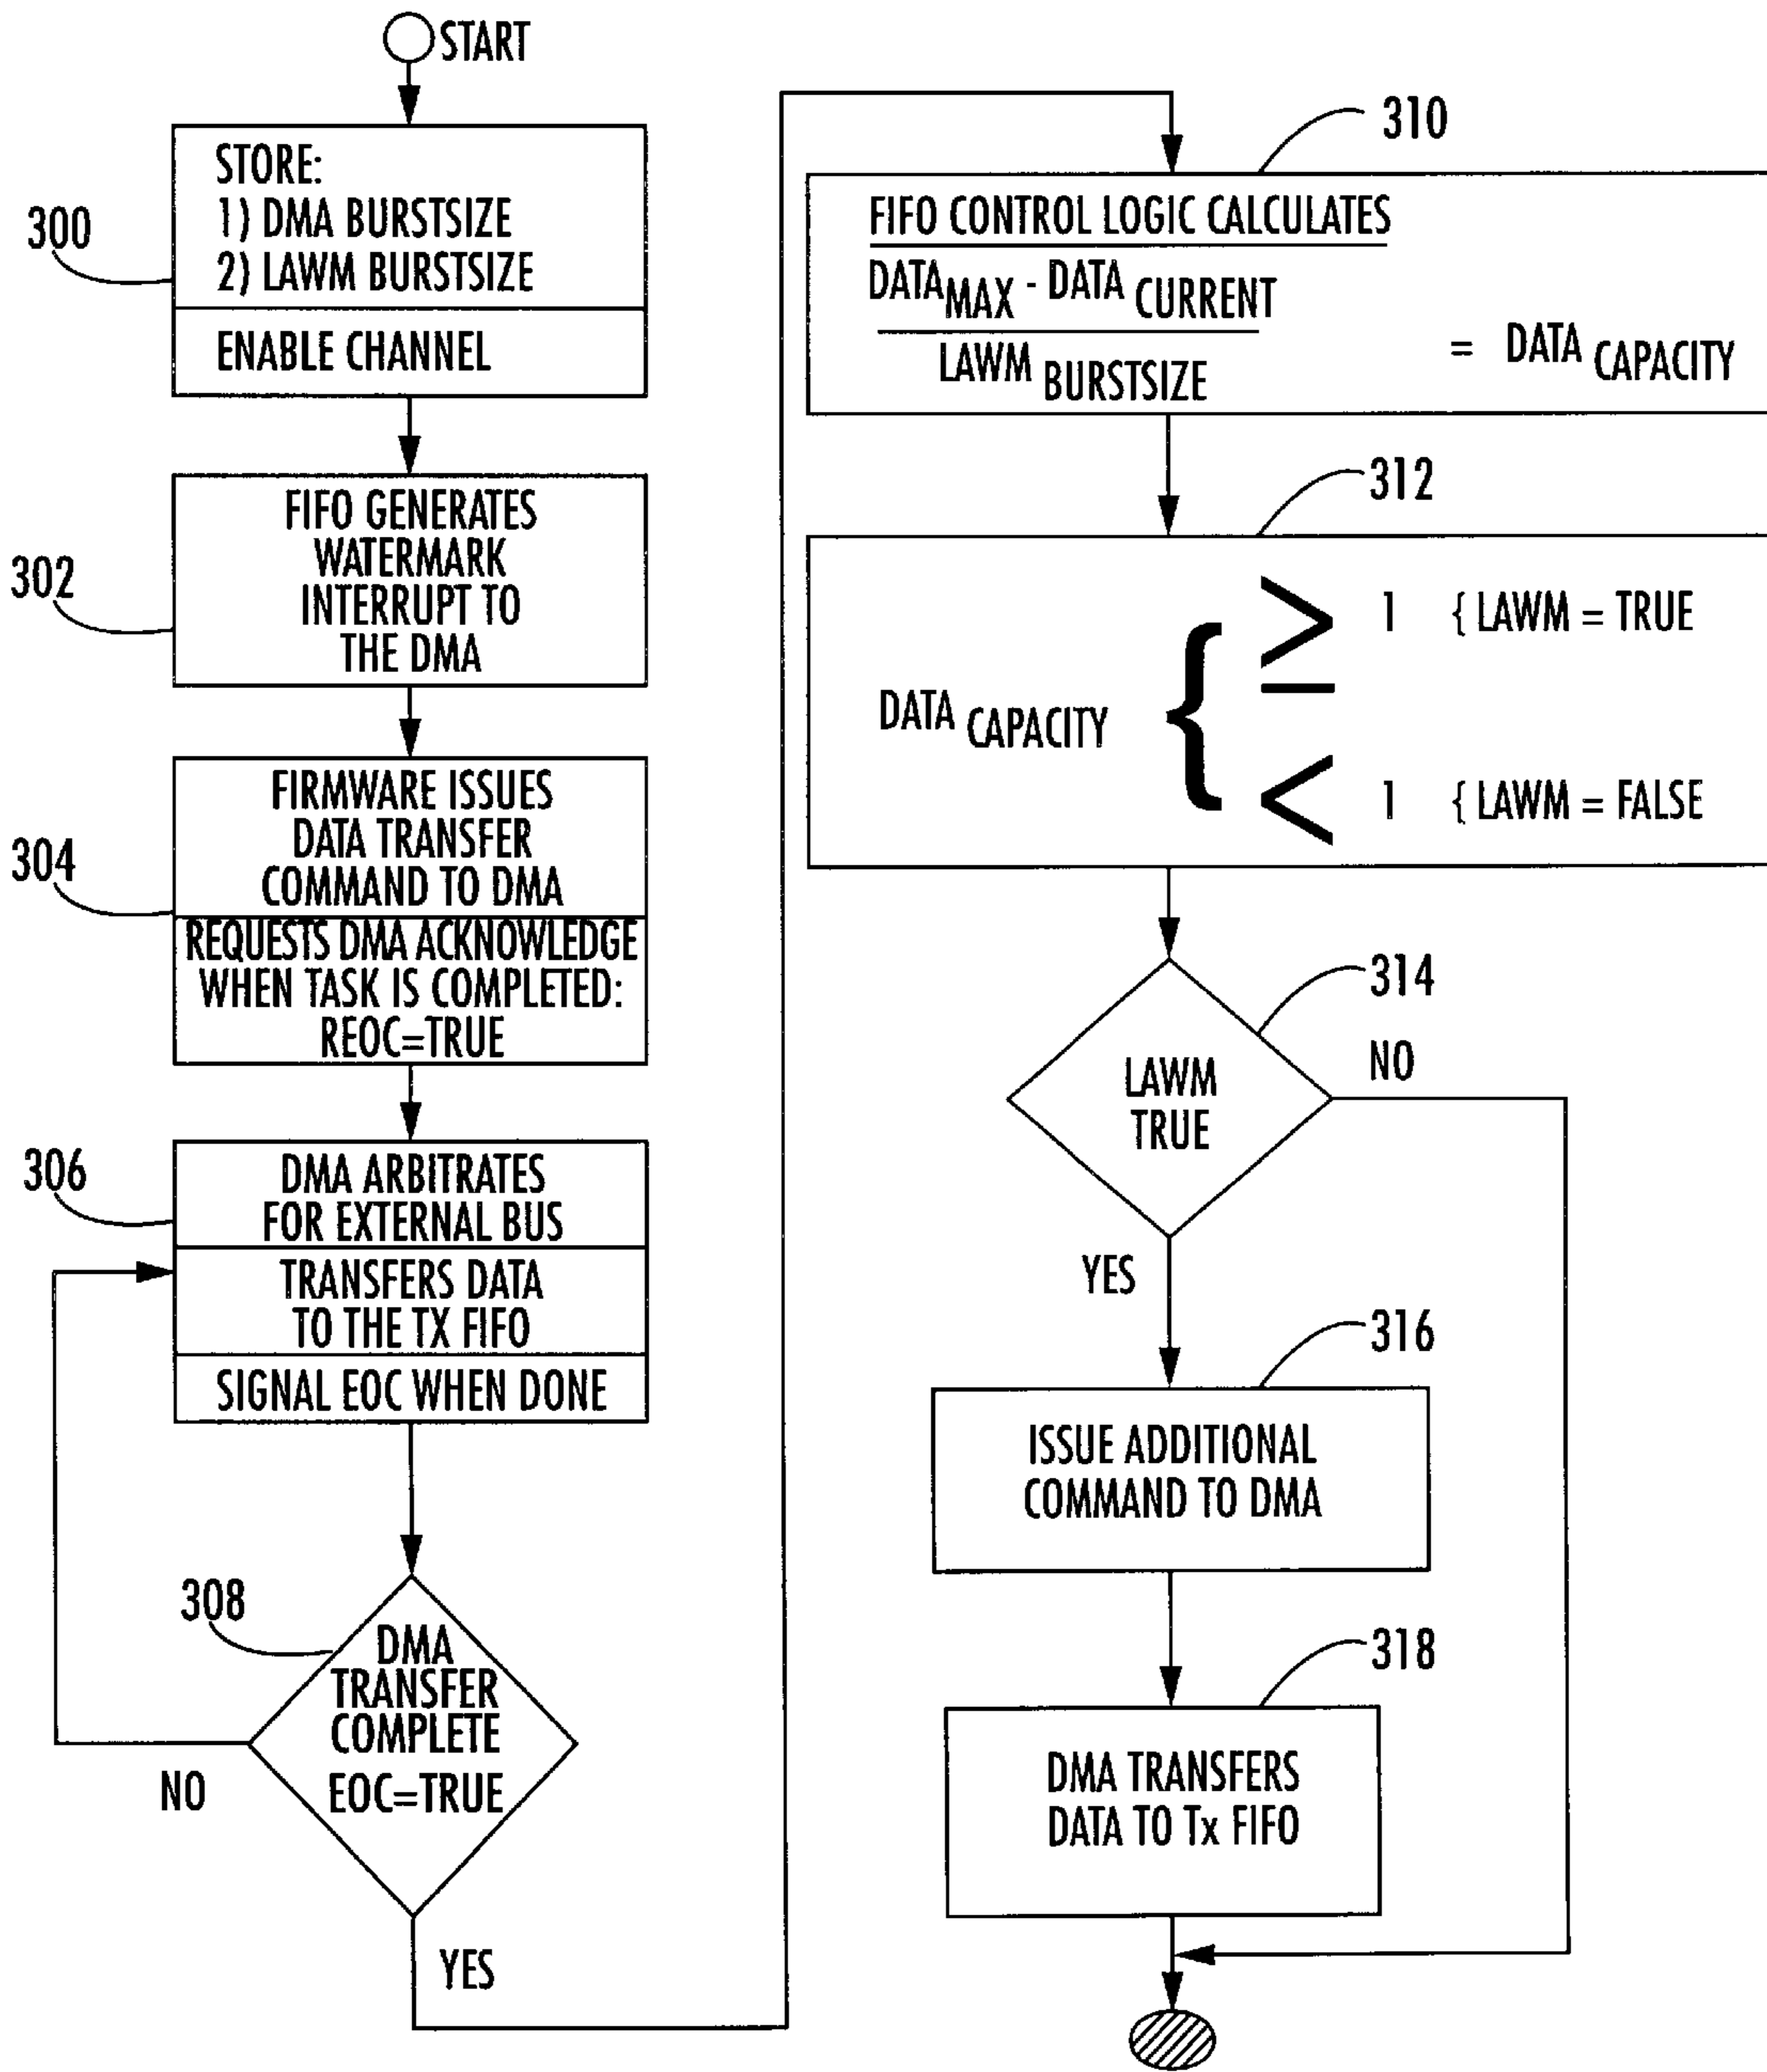 START
300
STORE:
1) DMA BURSTSIZE
2) LAWM BURSTSIZE
ENABLE CHANNEL
302
FIFO GENERATES
WATERMARK
INTERRUPT TO
THE DMA
304
FIRMWARE ISSUES
DATA TRANSFER
COMMAND TO DMA
REQUESTS DMA ACKNOWLEDGE
WHEN TASK IS COMPLETED:
REOC=TRUE
306
DMA ARBITRATES
FOR EXTERNAL BUS
TRANSFERS DATA
TO THE TX FIFO
SIGNAL EOC WHEN DONE
308
DMA
TRANSFER
COMPLETE
EOC=TRUE
NO
YES
310
FIFO CONTROL LOGIC CALCULATES
DATA MAX - DATA CURRENT
LAWM BURSTSIZE = DATA CAPACITY
312
DATA CAPACITY {
≥ 1 { LAWM = TRUE
< 1 { LAWM = FALSE
314
LAWM
TRUE
NO
YES
316
ISSUE ADDITIONAL
COMMAND TO DMA
318
DMA TRANSFERS
DATA TO Tx FIFO